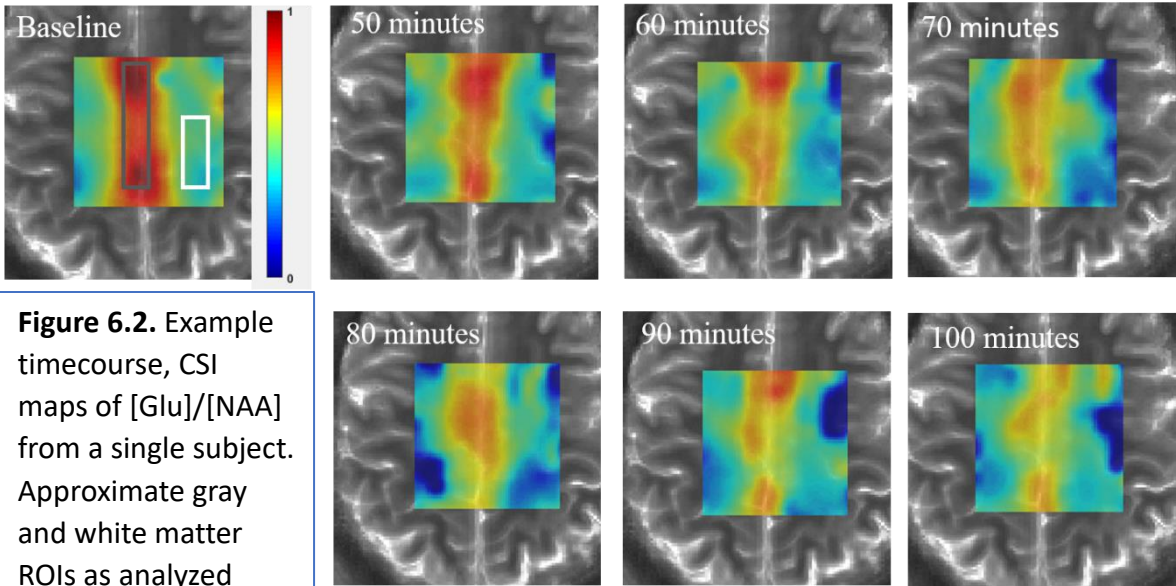 Baseline
1
0
50 minutes
60 minutes
70 minutes
80 minutes
90 minutes
100 minutes
Figure 6.2. Example
timecourse, CSI
maps of [Glu]/[NAA]
from a single subject.
Approximate gray
and white matter
ROIs as analyzed